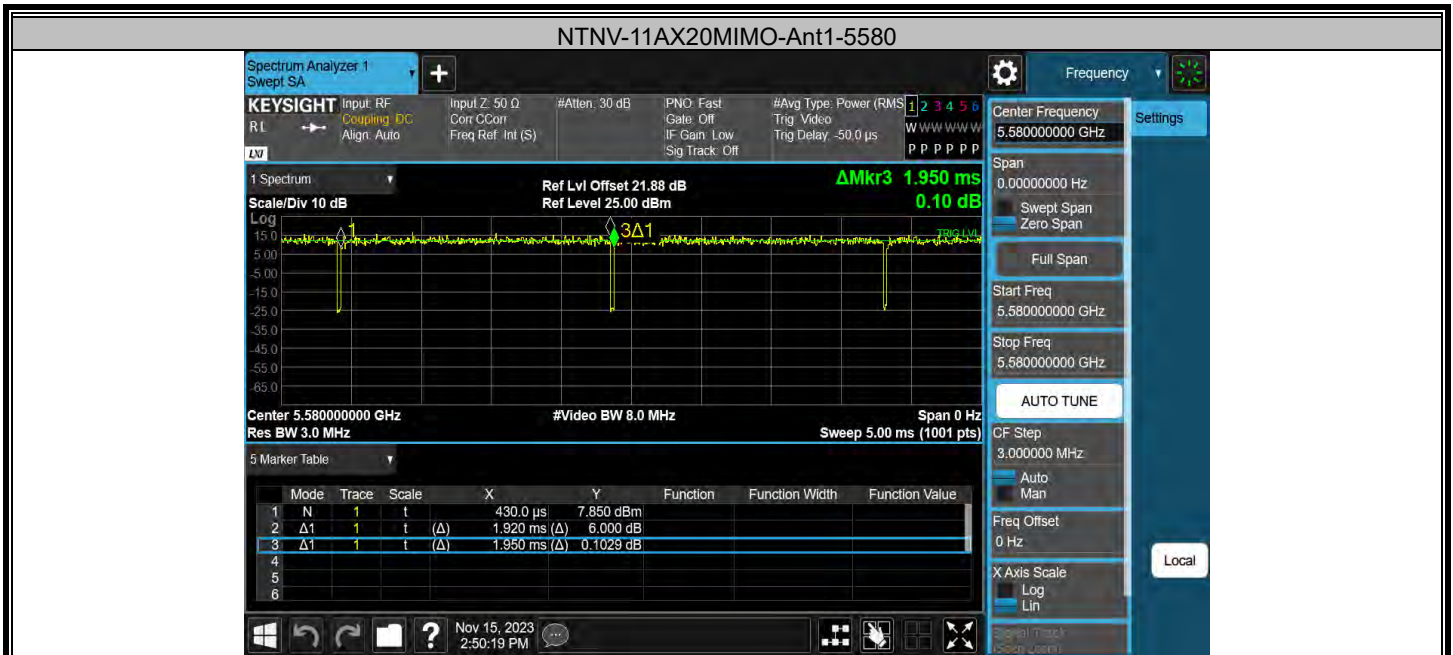 NTNV-11AX20MIMO-Ant1-5580
Spectrum Analyzer 1
Swept SA
+
Frequency
KEYSIGHT
RL
LXI
Input: RF
Coupling: DC
Align: Auto
Input Z: 50 Ω
Corr CCorr
Freq Ref: Int (S)
#Atten: 30 dB
PNO: Fast
Gate: Off
IF Gain: Low
Sig Track: Off
#Avg Type: Power (RMS
Trig: Video
Trig Delay: -50.0 µs
1 2 3 4 5 6
W W W W W W
P P P P P P
1 Spectrum
Scale/Div 10 dB
Ref Lvl Offset 21.88 dB
Ref Level 25.00 dBm
ΔMkr3 1.950 ms
0.10 dB
Log
15.0
5.00
-5.00
-15.0
-25.0
-35.0
-45.0
-55.0
-65.0
1
3Δ1
TRIG LVL
Center 5.580000000 GHz
Res BW 3.0 MHz
#Video BW 8.0 MHz
Span 0 Hz
Sweep 5.00 ms (1001 pts)
5 Marker Table
Mode Trace Scale X Y Function Function Width Function Value
1 N 1 t 430.0 µs 7.850 dBm
2 Δ1 1 t (Δ) 1.920 ms (Δ) 6.000 dB
3 Δ1 1 t (Δ) 1.950 ms (Δ) 0.1029 dB
4
5
6
?
Nov 15, 2023
2:50:19 PM
Center Frequency
5.580000000 GHz
Settings
Span
0.00000000 Hz
Swept Span
Zero Span
Full Span
Start Freq
5.580000000 GHz
Stop Freq
5.580000000 GHz
AUTO TUNE
CF Step
3.000000 MHz
Auto
Man
Freq Offset
0 Hz
X Axis Scale
Log
Lin
Signal Track
(Span Zoom)
Local